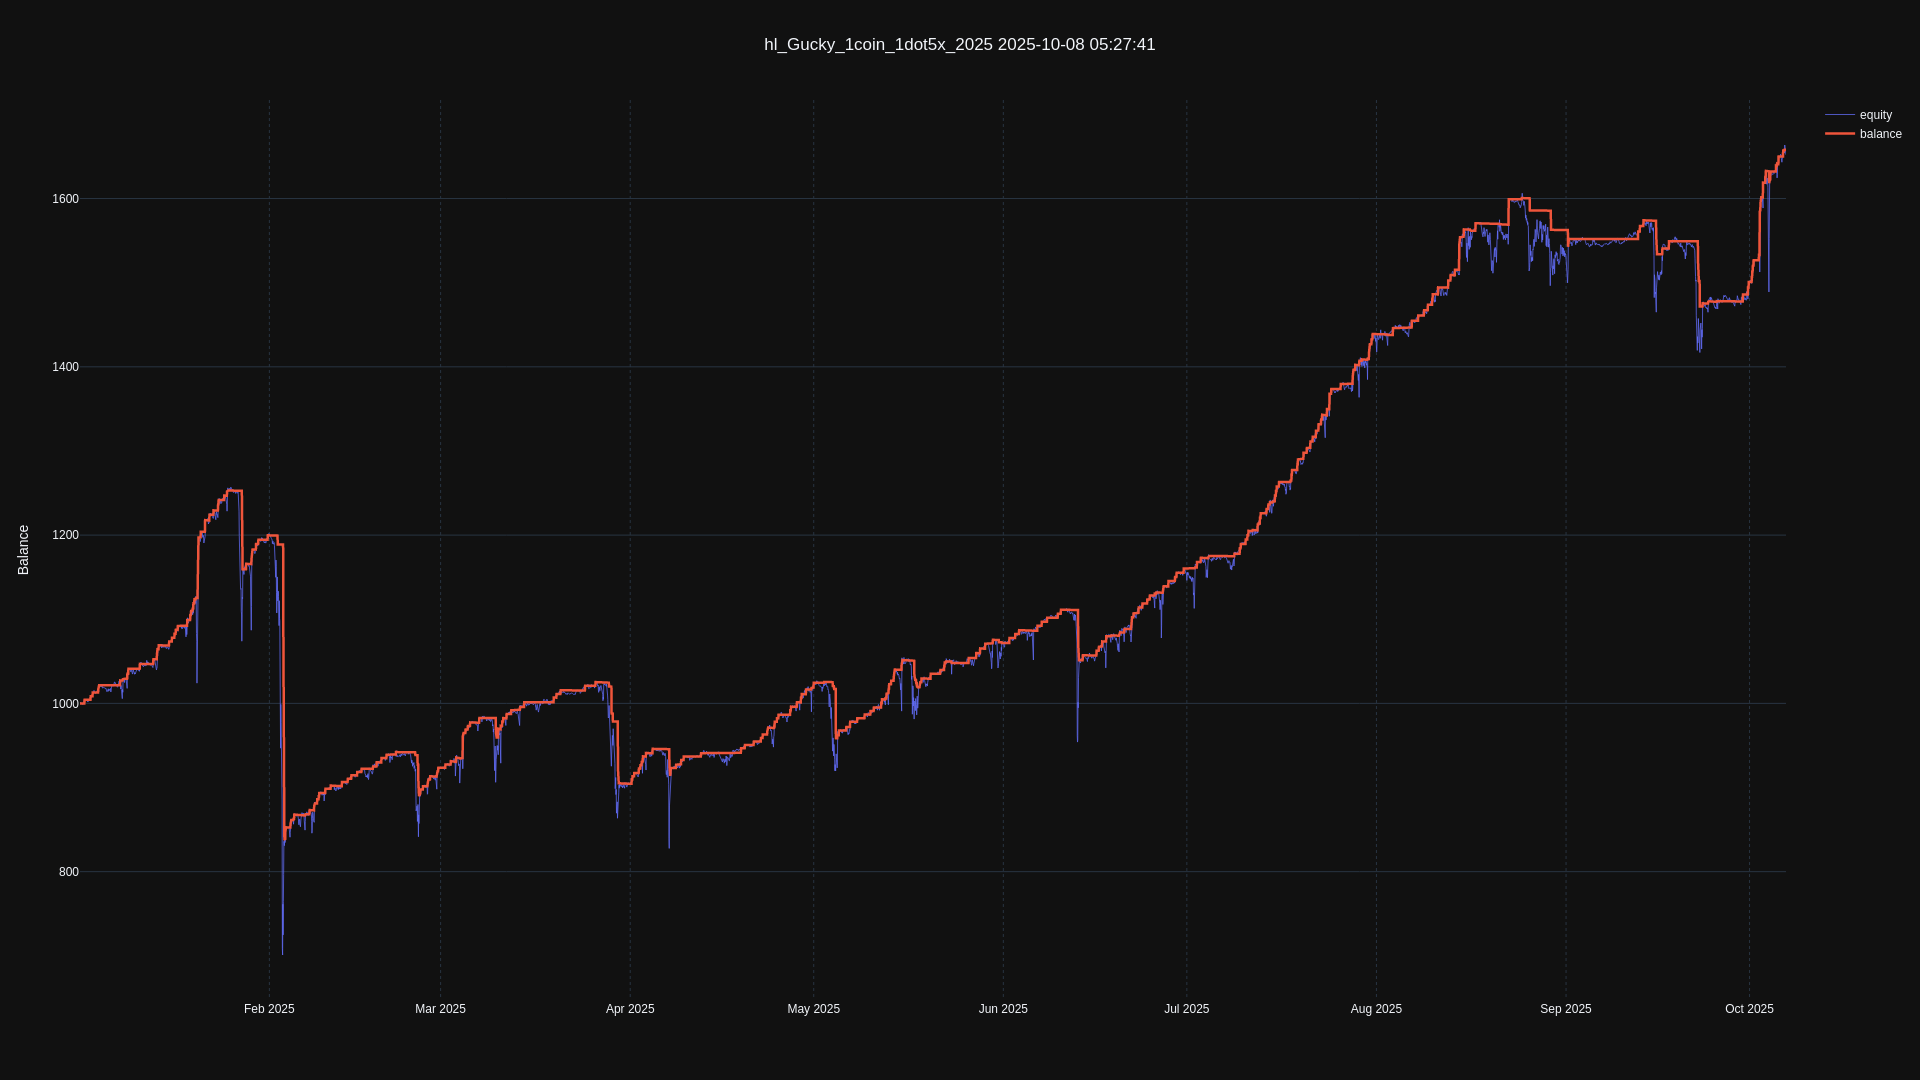 hl_Gucky_1coin_1dot5x_2025 2025-10-08 05:27:41
equity
balance
1600
1400
1200
1000
800
Balance
Feb 2025
Mar 2025
Apr 2025
May 2025
Jun 2025
Jul 2025
Aug 2025
Sep 2025
Oct 2025